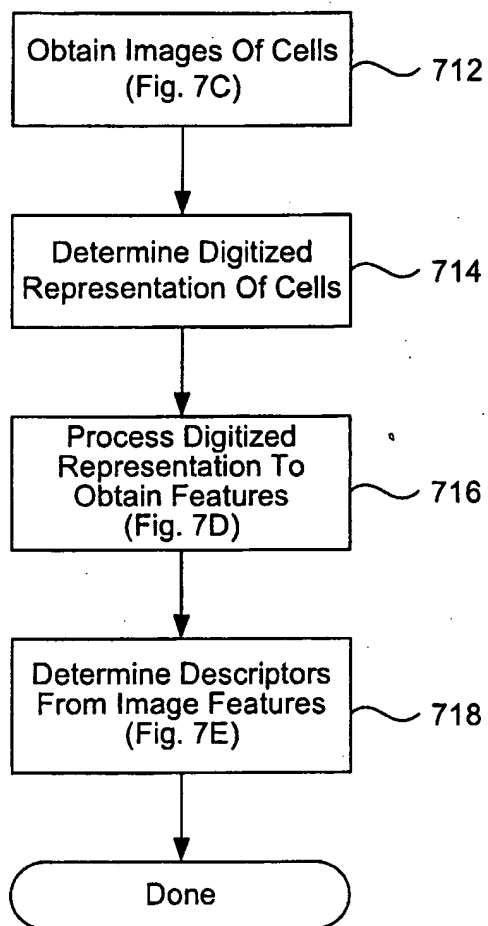 Obtain Images Of Cells
(Fig. 7C)
712
Determine Digitized
Representation Of Cells
714
Process Digitized
Representation To
Obtain Features
(Fig. 7D)
716
Determine Descriptors
From Image Features
(Fig. 7E)
718
Done